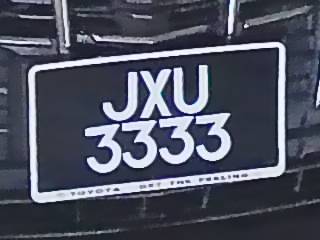 JXU
3333
TOYOTA GET THE FEELING